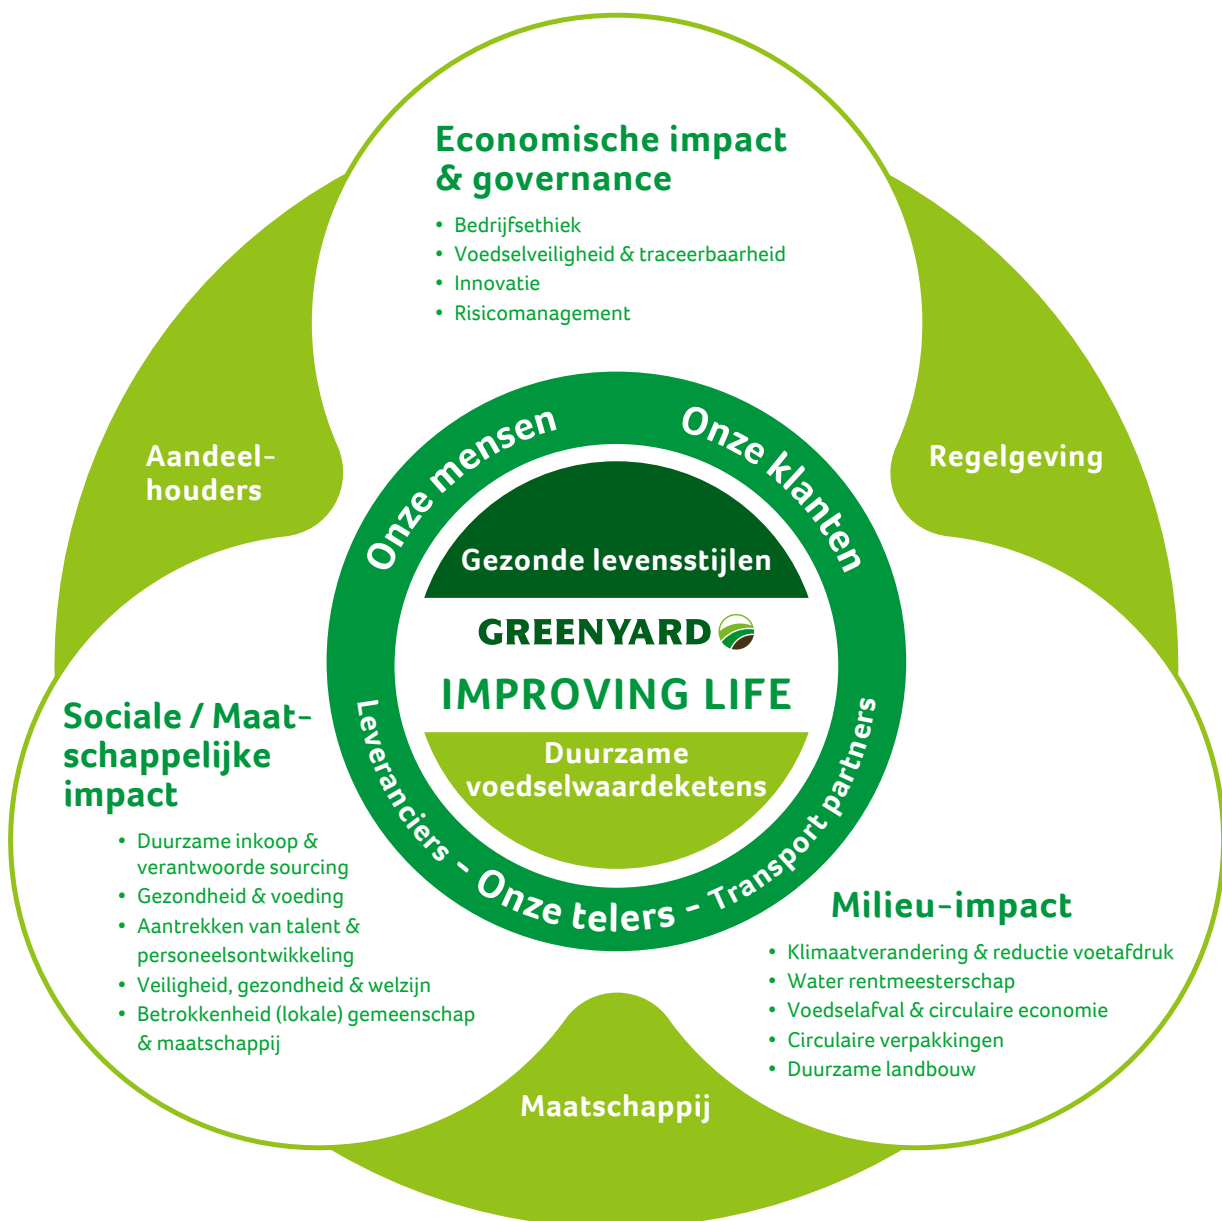 Economische impact
& governance
• Bedrijfsethiek
• Voedselveiligheid & traceerbaarheid
• Innovatie
• Risicomanagement
Aandeel-
houders
Regelgeving
Onze mensen
Onze klanten
Gezonde levensstijlen
GREENYARD
IMPROVING LIFE
Duurzame
voedselwaardeketens
Leveranciers - Onze telers - Transport partners
Sociale / Maat-
schappelijke
impact
• Duurzame inkoop &
verantwoorde sourcing
• Gezondheid & voeding
• Aantrekken van talent &
personeelsontwikkeling
• Veiligheid, gezondheid & welzijn
• Betrokkenheid (lokale) gemeenschap
& maatschappij
Milieu-impact
• Klimaatverandering & reductie voetafdruk
• Water rentmeesterschap
• Voedselafval & circulaire economie
• Circulaire verpakkingen
• Duurzame landbouw
Maatschappij